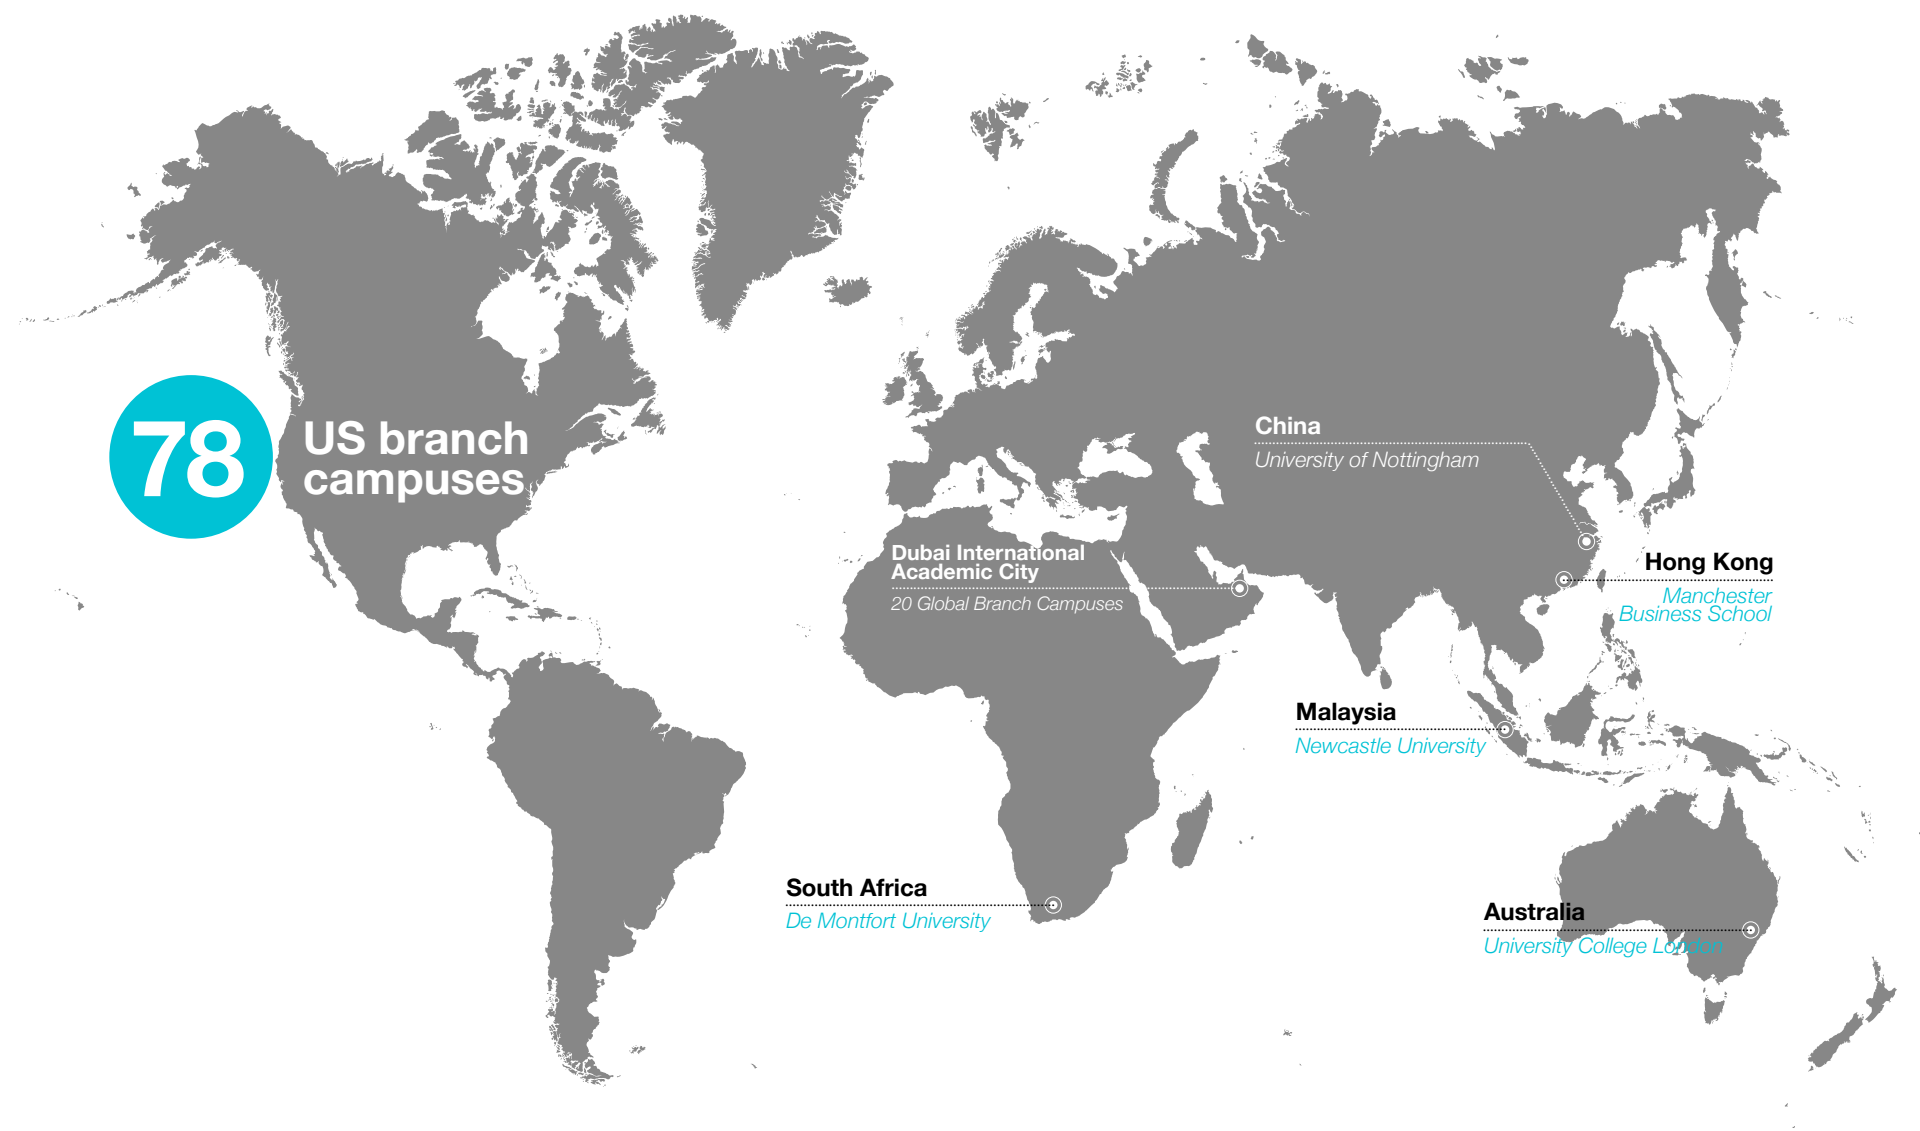 78
US branch
campuses
China
University of Nottingham
Dubai International
Academic City
20 Global Branch Campuses
Hong Kong
Manchester
Business School
Malaysia
Newcastle University
South Africa
De Montfort University
Australia
University College London